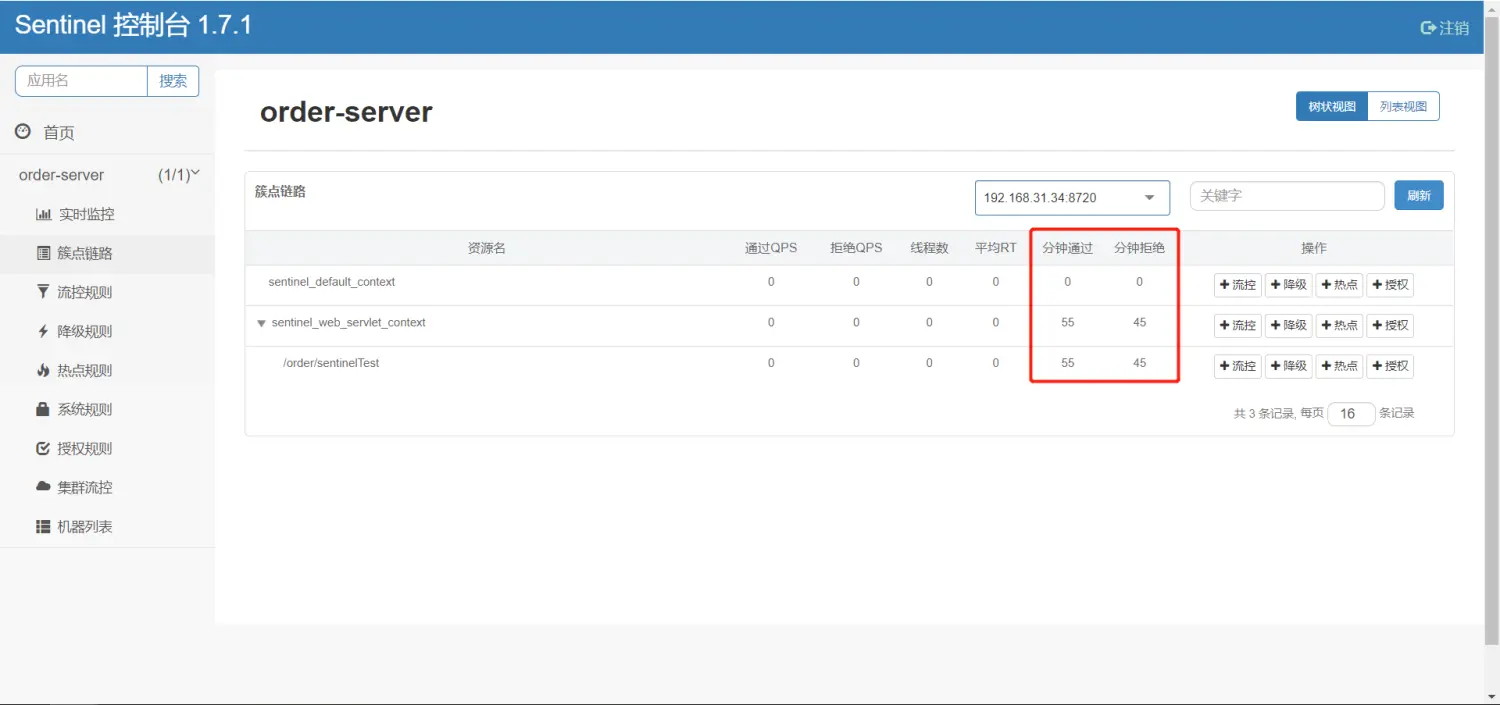 Sentinel 控制台 1.7.1
注销
应用名 搜索
首页
order-server (1/1)
实时监控
簇点链路
流控规则
降级规则
热点规则
系统规则
授权规则
集群流控
机器列表
order-server
树状视图 列表视图
簇点链路 192.168.31.34:8720 关键字 刷新
资源名 通过QPS 拒绝QPS 线程数 平均RT 分钟通过 分钟拒绝 操作
sentinel_default_context 0 0 0 0 0 0 流控 降级 热点 授权
sentinel_web_servlet_context 0 0 0 0 55 45 流控 降级 热点 授权
/order/sentinelTest 0 0 0 0 55 45 流控 降级 热点 授权
共 3 条记录, 每页 16 条记录